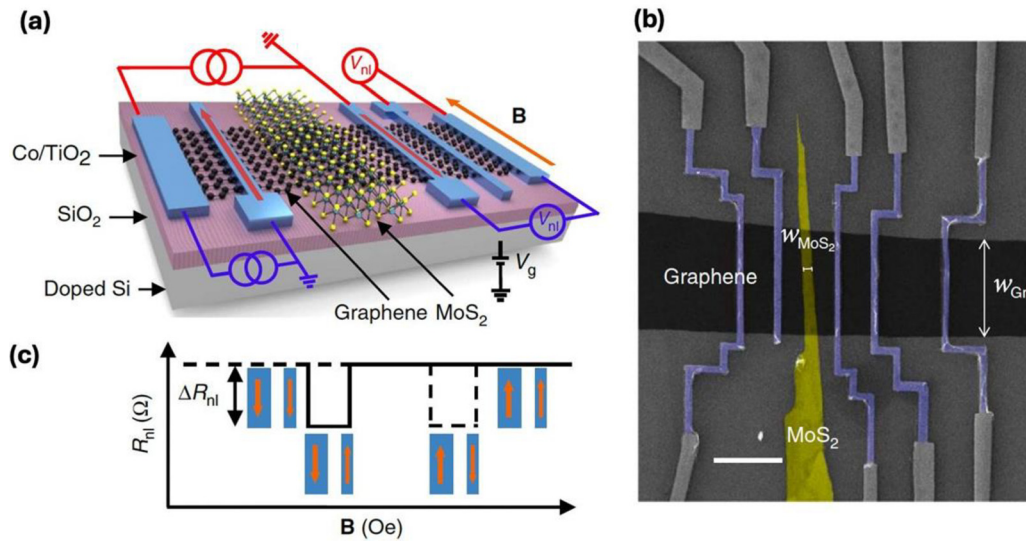 (a)
V_nl
B
Co/TiO₂
SiO₂
V_nl
V_g
Doped Si
Graphene MoS₂
(b)
w_MoS₂
Graphene
w_Gr
MoS₂
(c)
ΔR_nl
R_nl (Ω)
B (Oe)